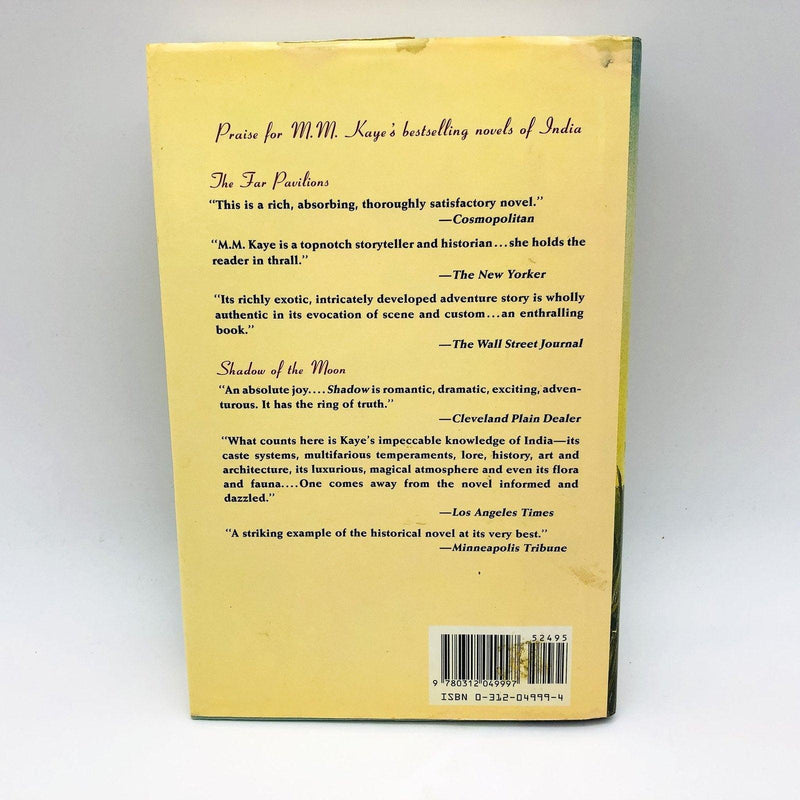 Praise for M.M. Kaye's bestselling novels of India
The Far Pavilions
“This is a rich, absorbing, thoroughly satisfactory novel.”
—Cosmopolitan
“M.M. Kaye is a topnotch storyteller and historian...she holds the
reader in thrall.”
—The New Yorker
“Its richly exotic, intricately developed adventure story is wholly
authentic in its evocation of scene and custom...an enthralling
book.”
—The Wall Street Journal
Shadow of the Moon
“An absolute joy....Shadow is romantic, dramatic, exciting, adven-
turous. It has the ring of truth.”
—Cleveland Plain Dealer
“What counts here is Kaye's impeccable knowledge of India—its
caste systems, multifarious temperaments, lore, history, art and
architecture, its luxurious, magical atmosphere and even its flora
and fauna....One comes away from the novel informed and
dazzled.”
—Los Angeles Times
“A striking example of the historical novel at its very best.”
—Minneapolis Tribune
52495
9 780312 049997
ISBN 0-312-04999-4